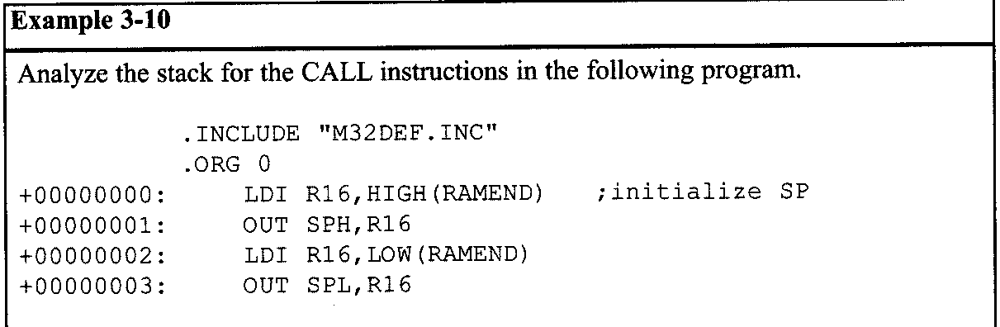 Example 3-10
Analyze the stack for the CALL instructions in the following program.
.INCLUDE "M32DEF.INC"
.ORG 0
+00000000: LDI R16,HIGH(RAMEND) ;initialize SP
+00000001: OUT SPH,R16
+00000002: LDI R16,LOW(RAMEND)
+00000003: OUT SPL,R16